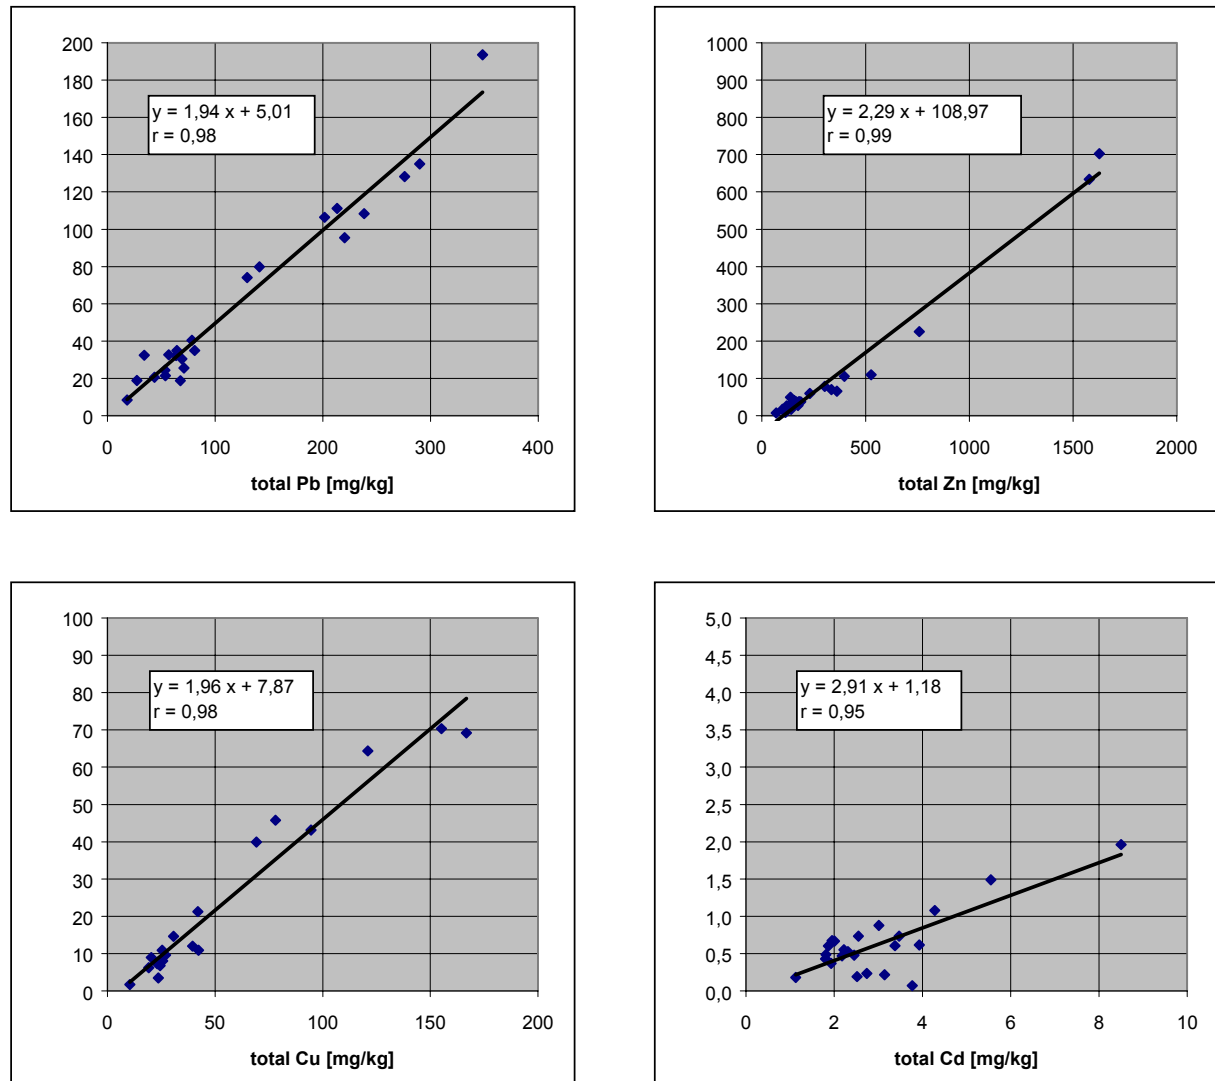 200
180
160
140
120
100
80
60
40
20
0
y = 1,94 x + 5,01
r = 0,98
0 100 200 300 400
total Pb [mg/kg]
1000
900
800
700
600
500
400
300
200
100
0
y = 2,29 x + 108,97
r = 0,99
0 500 1000 1500 2000
total Zn [mg/kg]
100
90
80
70
60
50
40
30
20
10
0
y = 1,96 x + 7,87
r = 0,98
0 50 100 150 200
total Cu [mg/kg]
5,0
4,5
4,0
3,5
3,0
2,5
2,0
1,5
1,0
0,5
0,0
y = 2,91 x + 1,18
r = 0,95
0 2 4 6 8 10
total Cd [mg/kg]